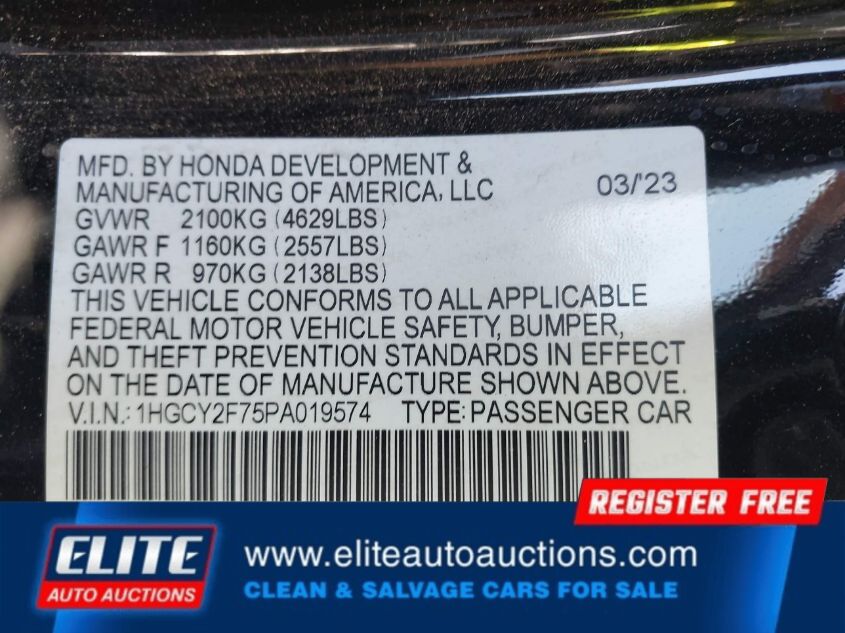 MFD. BY HONDA DEVELOPMENT &
MANUFACTURING OF AMERICA, LLC 03/'23
GVWR 2100KG (4629LBS)
GAWR F 1160KG (2557LBS)
GAWR R 970KG (2138LBS)
THIS VEHICLE CONFORMS TO ALL APPLICABLE
FEDERAL MOTOR VEHICLE SAFETY, BUMPER,
AND THEFT PREVENTION STANDARDS IN EFFECT
ON THE DATE OF MANUFACTURE SHOWN ABOVE.
V.I.N.: 1HGCY2F75PA019574 TYPE: PASSENGER CAR
REGISTER FREE
ELITE
AUTO AUCTIONS
www.eliteautoauctions.com
CLEAN & SALVAGE CARS FOR SALE